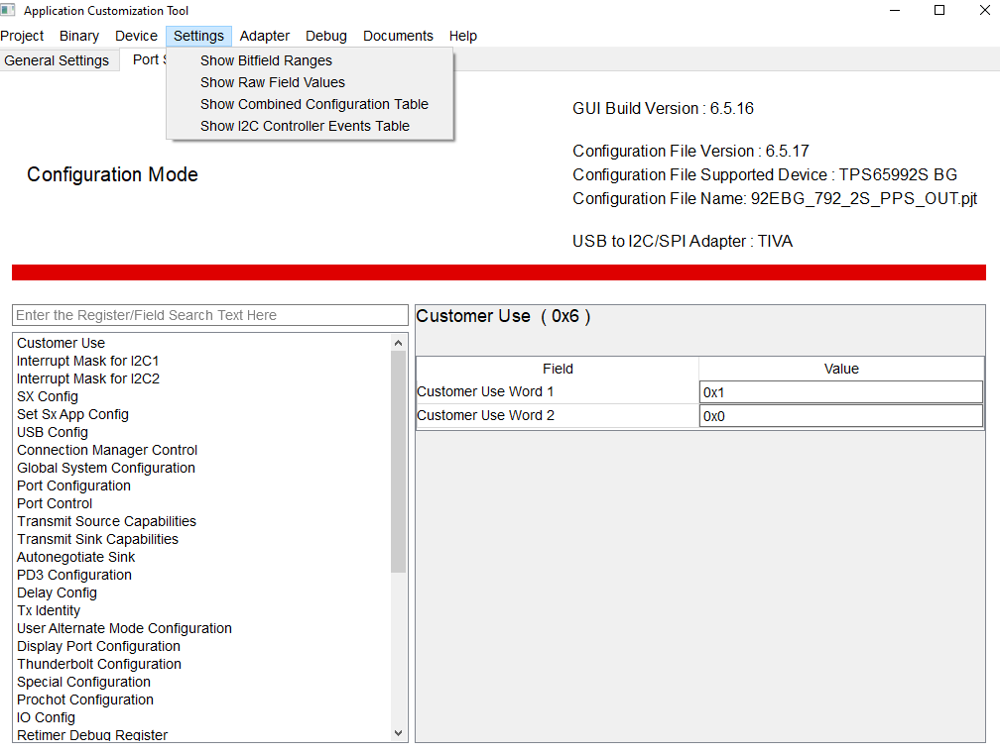 Application Customization Tool
Project Binary Device Settings Adapter Debug Documents Help
General Settings Port S
Show Bitfield Ranges
Show Raw Field Values
Show Combined Configuration Table
Show I2C Controller Events Table
GUI Build Version : 6.5.16
Configuration File Version : 6.5.17
Configuration Mode
Configuration File Supported Device : TPS65992S BG
Configuration File Name: 92EBG_792_2S_PPS_OUT.pjt
USB to I2C/SPI Adapter : TIVA
Enter the Register/Field Search Text Here
Customer Use
Interrupt Mask for I2C1
Interrupt Mask for I2C2
SX Config
Set Sx App Config
USB Config
Connection Manager Control
Global System Configuration
Port Configuration
Port Control
Transmit Source Capabilities
Transmit Sink Capabilities
Autonegotiate Sink
PD3 Configuration
Delay Config
Tx Identity
User Alternate Mode Configuration
Display Port Configuration
Thunderbolt Configuration
Special Configuration
Prochot Configuration
IO Config
Retimer Debug Register
Customer Use ( 0x6 )
Field Value
Customer Use Word 1 0x1
Customer Use Word 2 0x0